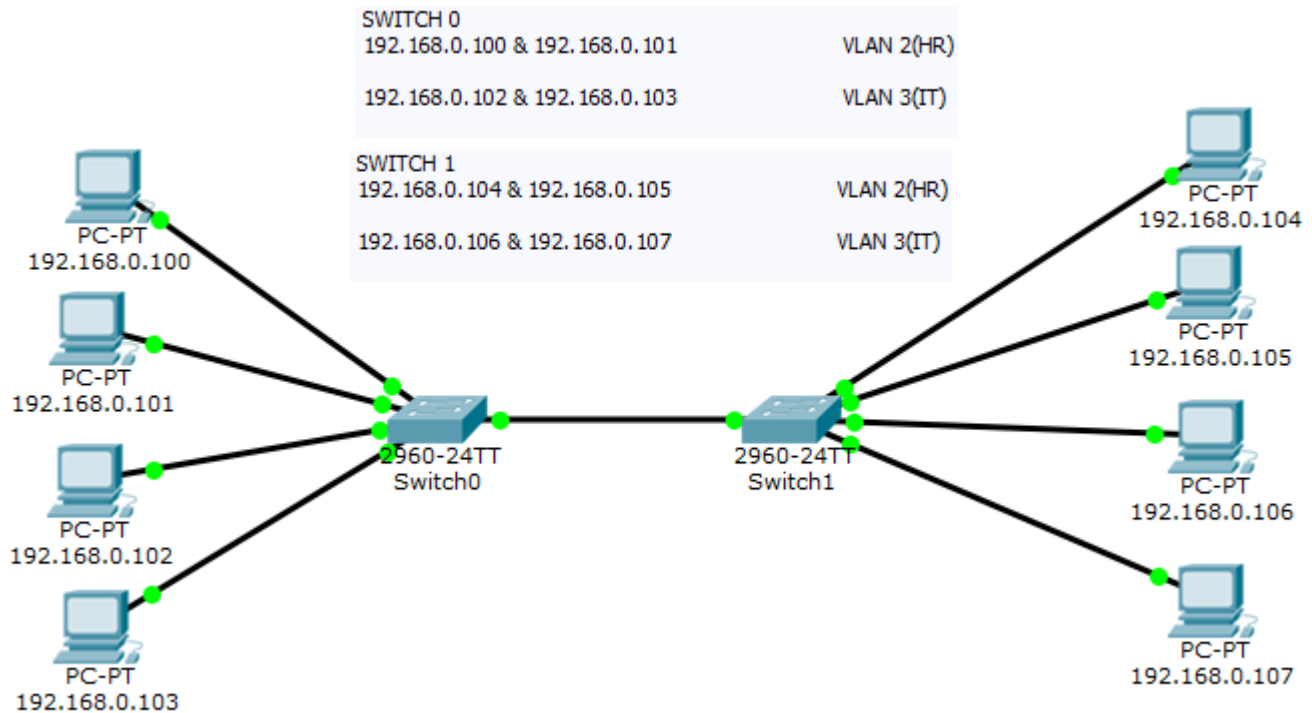 SWITCH 0
192.168.0.100 & 192.168.0.101 VLAN 2(HR)
192.168.0.102 & 192.168.0.103 VLAN 3(IT)
SWITCH 1
192.168.0.104 & 192.168.0.105 VLAN 2(HR)
192.168.0.106 & 192.168.0.107 VLAN 3(IT)
PC-PT
192.168.0.100
PC-PT
192.168.0.101
PC-PT
192.168.0.102
PC-PT
192.168.0.103
2960-24TT
Switch0
2960-24TT
Switch1
PC-PT
192.168.0.104
PC-PT
192.168.0.105
PC-PT
192.168.0.106
PC-PT
192.168.0.107